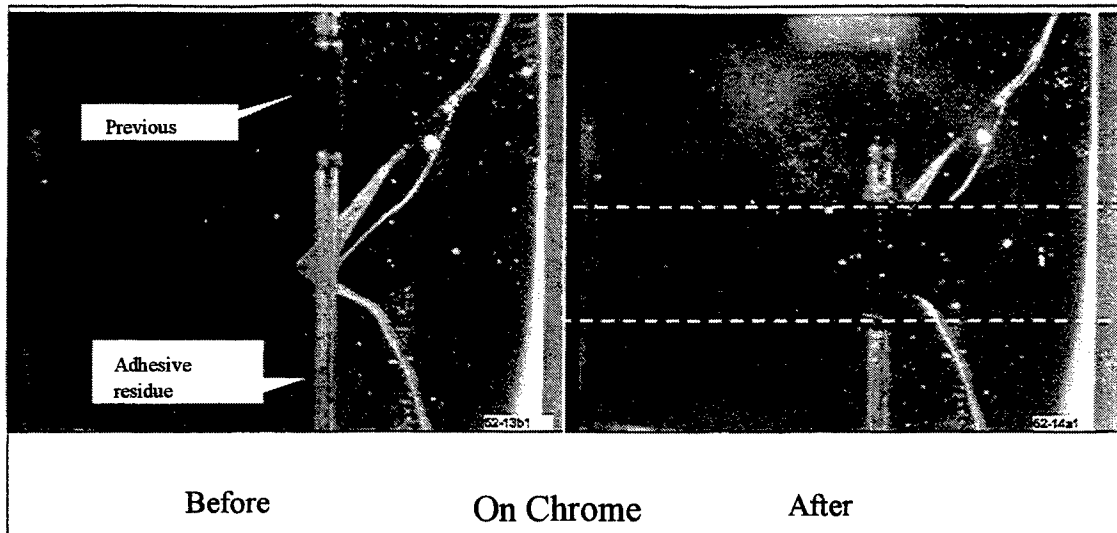 Previous
Adhesive
residue
62-13b1
62-14a1
Before
On Chrome
After